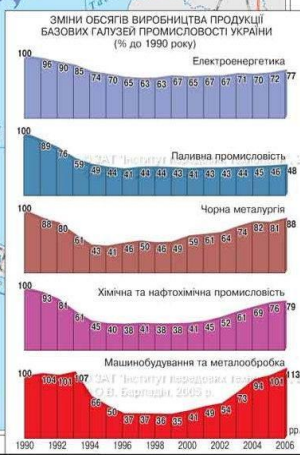 ЗМІНИ ОБСЯГІВ ВИРОБНИЦТВА ПРОДУКЦІЇ
БАЗОВИХ ГАЛУЗЕЙ ПРОМИСЛОВОСТІ УКРАЇНИ
(% до 1990 року)
Електроенергетика
100 96 90 85 74 70 65 63 63 67 65 67 67 71 70 72 77
Паливна промисловість
100 89 76 59 49 44 41 44 44 43 41 43 43 44 45 46 48
Чорна металургія
100 88 80 61 43 41 46 50 46 49 59 61 64 74 82 81 88
Хімічна та нафтохімічна промисловість
100 93 81 61 45 40 38 41 38 38 41 45 52 61 69 76 79
Машинобудування та металообробка
100 104 101 107 66 50 37 37 36 35 41 49 54 73 94 101 113
рр.
1990 1992 1994 1996 1998 2000 2002 2004 2006